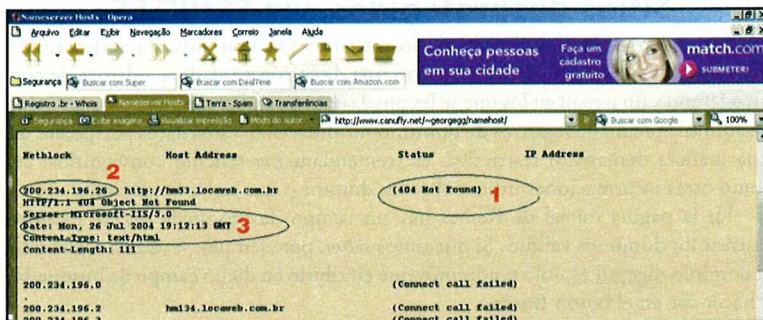 Nameserver Hosts - Opera
Arquivo Editar Exibir Navegação Marcadores Correio Janela Ajuda
Conheça pessoas em sua cidade
Faça um cadastro gratuito
match.com
SUBMETER!
Segurança Buscar com Super Buscar com DealTime Buscar com Amazon.com
Registro .br - Whois Nameserver Hosts Terra - Spam Transferências
Segurança Exibir imagens Visualizar impressão Modo do autor http://www.canufly.net/~georgegg/namehost/ Buscar com Google 100%
Netblock Host Address Status IP Address
2
200.234.196.26 http://hm53.locaweb.com.br (404 Not Found) 1
HTTP/1.1 404 Object Not Found
Server: Microsoft-IIS/5.0 3
Date: Mon, 26 Jul 2004 19:12:13 GMT
Content-Type: text/html
Content-Length: 111
200.234.196.0 (Connect call failed)
200.234.196.2 hm134.locaweb.com.br (Connect call failed)
200.234.196.3 (Connect call failed)